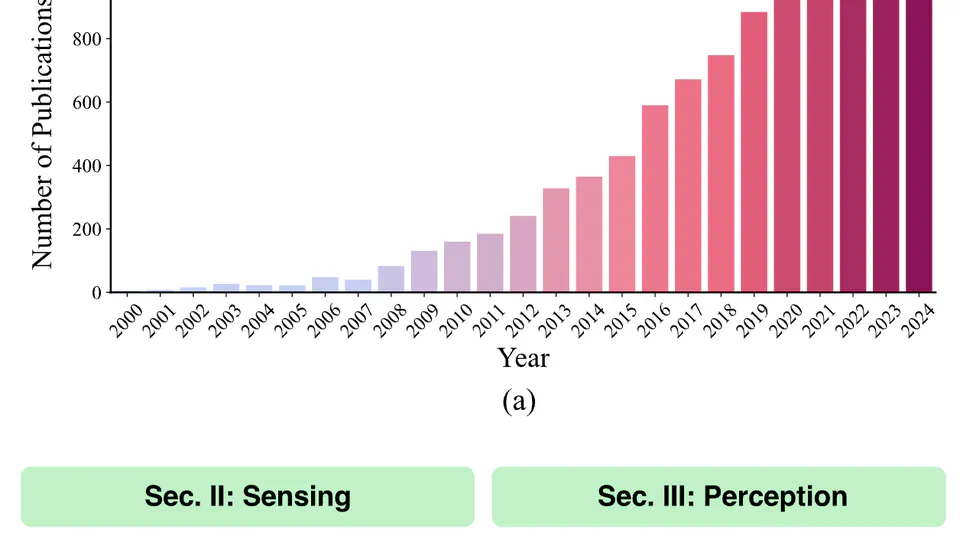 Number of Publications
800
600
400
200
0
2000 2001 2002 2003 2004 2005 2006 2007 2008 2009 2010 2011 2012 2013 2014 2015 2016 2017 2018 2019 2020 2021 2022 2023 2024
Year
(a)
Sec. II: Sensing
Sec. III: Perception